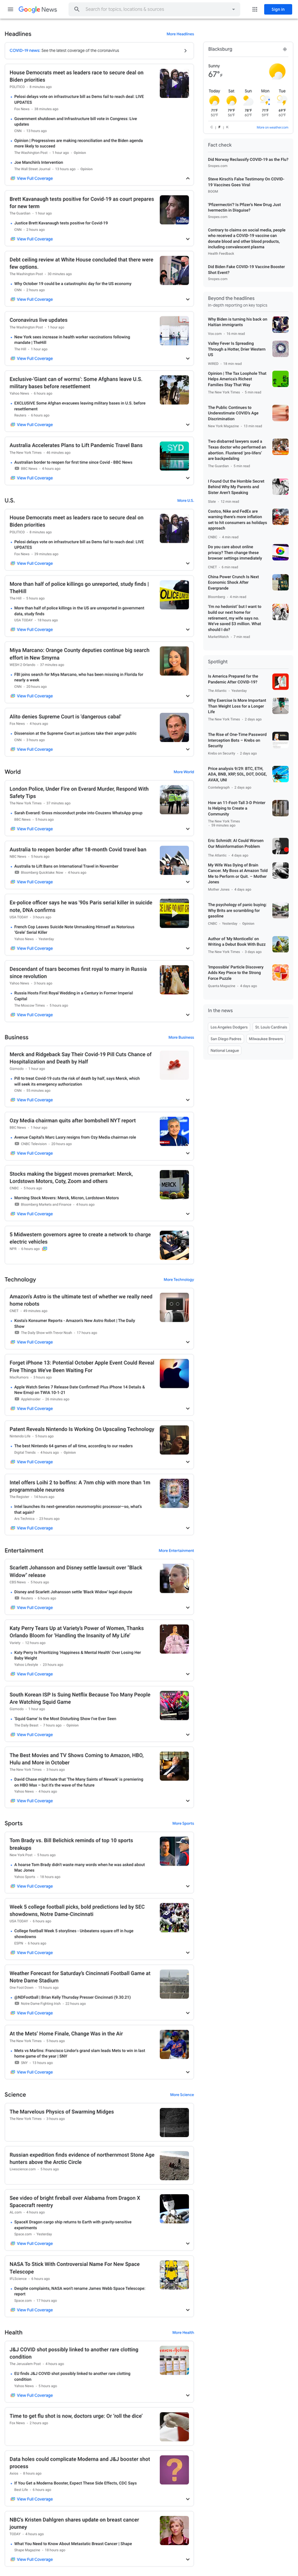 Google News
Search for topics, locations & sources
Sign in
Headlines
More Headlines
COVID-19 news: See the latest coverage of the coronavirus
House Democrats meet as leaders race to secure deal on
Biden priorities
Pelosi delays vote on infrastructure bill as Dems fail to reach deal: LIVE
UPDATES
Government shutdown and infrastructure bill vote in Congress: Live
updates
Opinion | Progressives are making reconciliation and the Biden agenda
more likely to succeed
Joe Manchin's Intervention
View Full Coverage
Brett Kavanaugh tests positive for Covid-19 as court prepares
for new term
Justice Brett Kavanaugh tests positive for Covid-19
View Full Coverage
Debt ceiling review at White House concluded that there were
few options.
Why October 19 could be a catastrophic day for the US economy
View Full Coverage
Coronavirus live updates
New York sees increase in health worker vaccinations following
mandate | TheHill
View Full Coverage
Exclusive-'Giant can of worms': Some Afghans leave U.S.
military bases before resettlement
EXCLUSIVE Some Afghan evacuees leaving military bases in U.S. before
resettlement
View Full Coverage
Australia Accelerates Plans to Lift Pandemic Travel Bans
Australian border to reopen for first time since Covid - BBC News
View Full Coverage
U.S.
More U.S.
House Democrats meet as leaders race to secure deal on
Biden priorities
Pelosi delays vote on infrastructure bill as Dems fail to reach deal: LIVE
UPDATES
View Full Coverage
More than half of police killings go unreported, study finds |
TheHill
More than half of police killings in the US are unreported in government
data, study finds
View Full Coverage
Miya Marcano: Orange County deputies continue big search
effort in New Smyrna
FBI joins search for Miya Marcano, who has been missing in Florida for
nearly a week
View Full Coverage
Alito denies Supreme Court is 'dangerous cabal'
Dissension at the Supreme Court as justices take their anger public
View Full Coverage
World
More World
London Police, Under Fire on Everard Murder, Respond With
Safety Tips
Sarah Everard: Gross misconduct probe into Couzens WhatsApp group
View Full Coverage
Australia to reopen border after 18-month Covid travel ban
Australia to Lift Bans on International Travel in November
View Full Coverage
Ex-police officer says he was '90s Paris serial killer in suicide
note, DNA confirms
French Cop Leaves Suicide Note Unmasking Himself as Notorious
'Grele' Serial Killer
View Full Coverage
Descendant of tsars becomes first royal to marry in Russia
since revolution
Russia Hosts First Royal Wedding in a Century in Former Imperial
Capital
View Full Coverage
Business
More Business
Merck and Ridgeback Say Their Covid-19 Pill Cuts Chance of
Hospitalization and Death by Half
Pill to treat Covid-19 cuts the risk of death by half, says Merck, which
will seek its emergency authorization
View Full Coverage
Ozy Media chairman quits after bombshell NYT report
Avenue Capital's Marc Lasry resigns from Ozy Media chairman role
View Full Coverage
Stocks making the biggest moves premarket: Merck,
Lordstown Motors, Coty, Zoom and others
Morning Stock Movers: Merck, Micron, Lordstown Motors
View Full Coverage
5 Midwestern governors agree to create a network to charge
electric vehicles
Technology
More Technology
Amazon's Astro is the ultimate test of whether we really need
home robots
Kosta's Konsumer Reports - Amazon's New Astro Robot | The Daily
Show
View Full Coverage
Forget iPhone 13: Potential October Apple Event Could Reveal
Five Things We've Been Waiting For
Apple Watch Series 7 Release Date Confirmed! Plus iPhone 14 Details &
New Emoji on TWIA 10-1-21
View Full Coverage
Patent Reveals Nintendo Is Working On Upscaling Technology
The best Nintendo 64 games of all time, according to our readers
View Full Coverage
Intel offers Loihi 2 to boffins: A 7nm chip with more than 1m
programmable neurons
Intel launches its next-generation neuromorphic processor—so, what's
that again?
View Full Coverage
Entertainment
More Entertainment
Scarlett Johansson and Disney settle lawsuit over "Black
Widow" release
Disney and Scarlett Johansson settle 'Black Widow' legal dispute
View Full Coverage
Katy Perry Tears Up at Variety's Power of Women, Thanks
Orlando Bloom for 'Handling the Insanity of My Life'
Katy Perry Is Prioritizing 'Happiness & Mental Health' Over Losing Her
Baby Weight
View Full Coverage
South Korean ISP Is Suing Netflix Because Too Many People
Are Watching Squid Game
'Squid Game' Is the Most Disturbing Show I've Ever Seen
View Full Coverage
The Best Movies and TV Shows Coming to Amazon, HBO,
Hulu and More in October
David Chase might hate that 'The Many Saints of Newark' is premiering
on HBO Max — but it's the wave of the future
View Full Coverage
Sports
More Sports
Tom Brady vs. Bill Belichick reminds of top 10 sports
breakups
A hoarse Tom Brady didn't waste many words when he was asked about
Mac Jones
View Full Coverage
Week 5 college football picks, bold predictions led by SEC
showdowns, Notre Dame-Cincinnati
College football Week 5 storylines - Unbeatens square off in huge
showdowns
View Full Coverage
Weather Forecast for Saturday's Cincinnati Football Game at
Notre Dame Stadium
@NDFootball | Brian Kelly Thursday Presser Cincinnati (9.30.21)
View Full Coverage
At the Mets' Home Finale, Change Was in the Air
Mets vs Marlins: Francisco Lindor's grand slam leads Mets to win in last
home game of the year | SNY
View Full Coverage
Science
More Science
The Marvelous Physics of Swarming Midges
Russian expedition finds evidence of northernmost Stone Age
hunters above the Arctic Circle
See video of bright fireball over Alabama from Dragon X
Spacecraft reentry
SpaceX Dragon cargo ship returns to Earth with gravity-sensitive
experiments
View Full Coverage
NASA To Stick With Controversial Name For New Space
Telescope
Despite complaints, NASA won't rename James Webb Space Telescope:
report
View Full Coverage
Health
More Health
J&J COVID shot possibly linked to another rare clotting
condition
EU finds J&J COVID shot possibly linked to another rare clotting
condition
View Full Coverage
Time to get flu shot is now, doctors urge: Or 'roll the dice'
Data holes could complicate Moderna and J&J booster shot
process
If You Get a Moderna Booster, Expect These Side Effects, CDC Says
View Full Coverage
NBC's Kristen Dahlgren shares update on breast cancer
journey
What You Need to Know About Metastatic Breast Cancer | Shape
View Full Coverage
Blacksburg
Sunny
67°F
Today
Sat
Sun
Mon
Tue
More on weather.com
Fact check
Did Norway Reclassify COVID-19 as the Flu?
Steve Kirsch's False Testimony On COVID-
19 Vaccines Goes Viral
'Pfizermectin'? Is Pfizer's New Drug Just
Ivermectin in Disguise?
Contrary to claims on social media, people
who received a COVID-19 vaccine can
donate blood and other blood products,
including convalescent plasma
Did Biden Fake COVID-19 Vaccine Booster
Shot Event?
Beyond the headlines
In-depth reporting on key topics
Why Biden is turning his back on
Haitian immigrants
Valley Fever Is Spreading
Through a Hotter, Drier Western
US
Opinion | The Tax Loophole That
Helps America's Richest
Families Stay That Way
The Public Continues to
Underestimate COVID's Age
Discrimination
Two disbarred lawyers sued a
Texas doctor who performed an
abortion. Flustered 'pro-lifers'
are backpedaling
I Found Out the Horrible Secret
Behind Why My Parents and
Sister Aren't Speaking
Costco, Nike and FedEx are
warning there's more inflation
set to hit consumers as holidays
approach
Do you care about online
privacy? Then change these
browser settings immediately
China Power Crunch Is Next
Economic Shock After
Evergrande
'I'm no hedonist' but I want to
build our next home for
retirement, my wife says no.
We've saved $3 million. What
should I do?
Spotlight
Is America Prepared for the
Pandemic After COVID-19?
Why Exercise Is More Important
Than Weight Loss for a Longer
Life
The Rise of One-Time Password
Interception Bots – Krebs on
Security
Price analysis 9/29: BTC, ETH,
ADA, BNB, XRP, SOL, DOT, DOGE,
AVAX, UNI
How an 11-Foot-Tall 3-D Printer
Is Helping to Create a
Community
Eric Schmidt: AI Could Worsen
Our Misinformation Problem
My Wife Was Dying of Brain
Cancer. My Boss at Amazon Told
Me to Perform or Quit. – Mother
Jones
The psychology of paying buying:
Why Brits are scrambling for
gasoline
Author of 'My Monticello' on
Writing a Debut Book With Buzz
'Impossible' Particle Discovery
Adds Key Piece to the Strong
Force Puzzle
In the news
Los Angeles Dodgers
St. Louis Cardinals
San Diego Padres
Milwaukee Brewers
National League